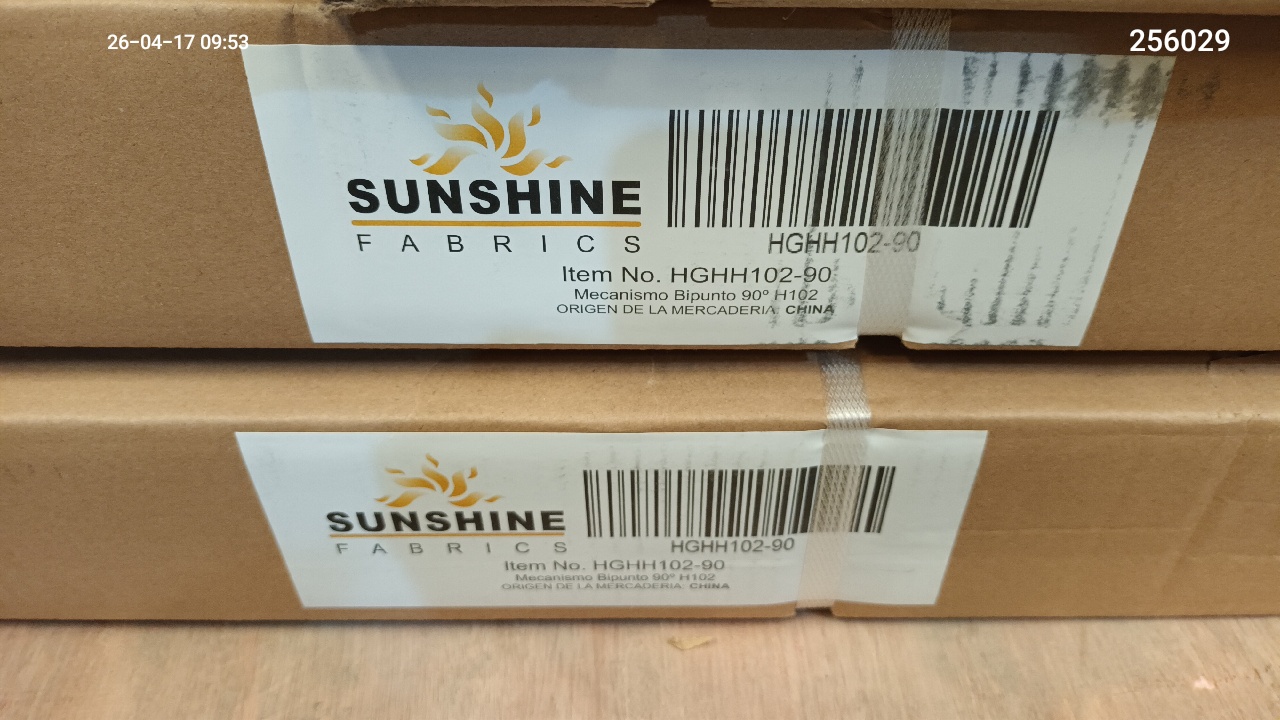 26-04-17 09:53
256029
SUNSHINE
FABRICS
HGHH102-90
Item No. HGHH102-90
Mecanismo Bipunto 90º H102
ORIGEN DE LA MERCADERIA: CHINA
SUNSHINE
FABRICS
HGHH102-90
Item No. HGHH102-90
Mecanismo Bipunto 90º H102
ORIGEN DE LA MERCADERIA: CHINA